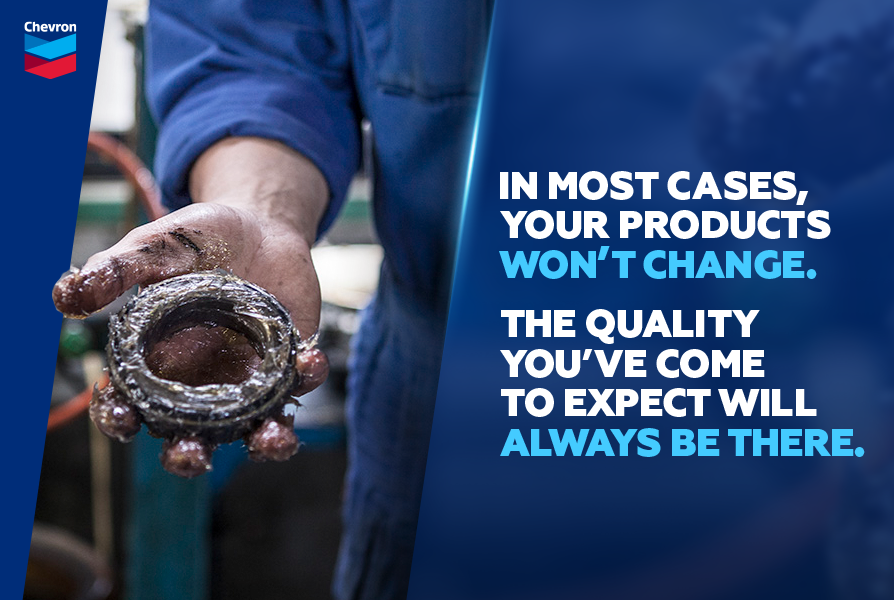 Chevron
IN MOST CASES,
YOUR PRODUCTS
WON'T CHANGE.
THE QUALITY
YOU'VE COME
TO EXPECT WILL
ALWAYS BE THERE.